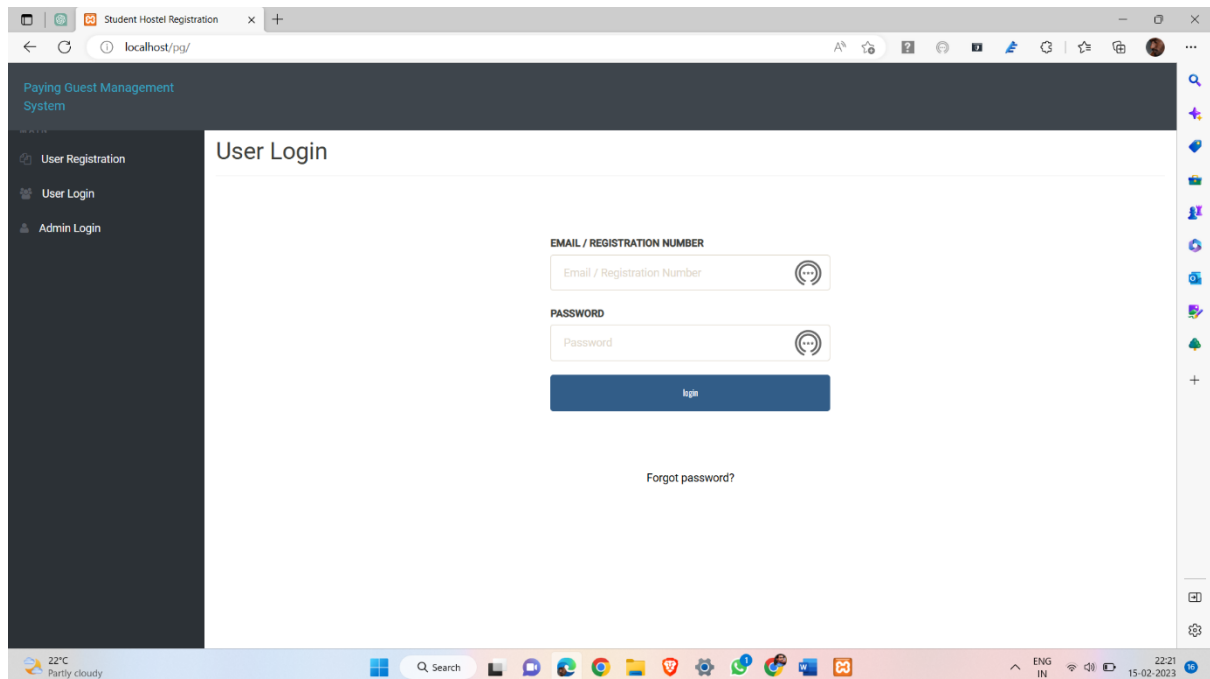 Student Hostel Registration
localhost/pg/
Paying Guest Management
System
User Registration
User Login
Admin Login
User Login
EMAIL / REGISTRATION NUMBER
Email / Registration Number
PASSWORD
Password
login
Forgot password?
22°C
Partly cloudy
Search
ENG
IN
22:21
15-02-2023
16